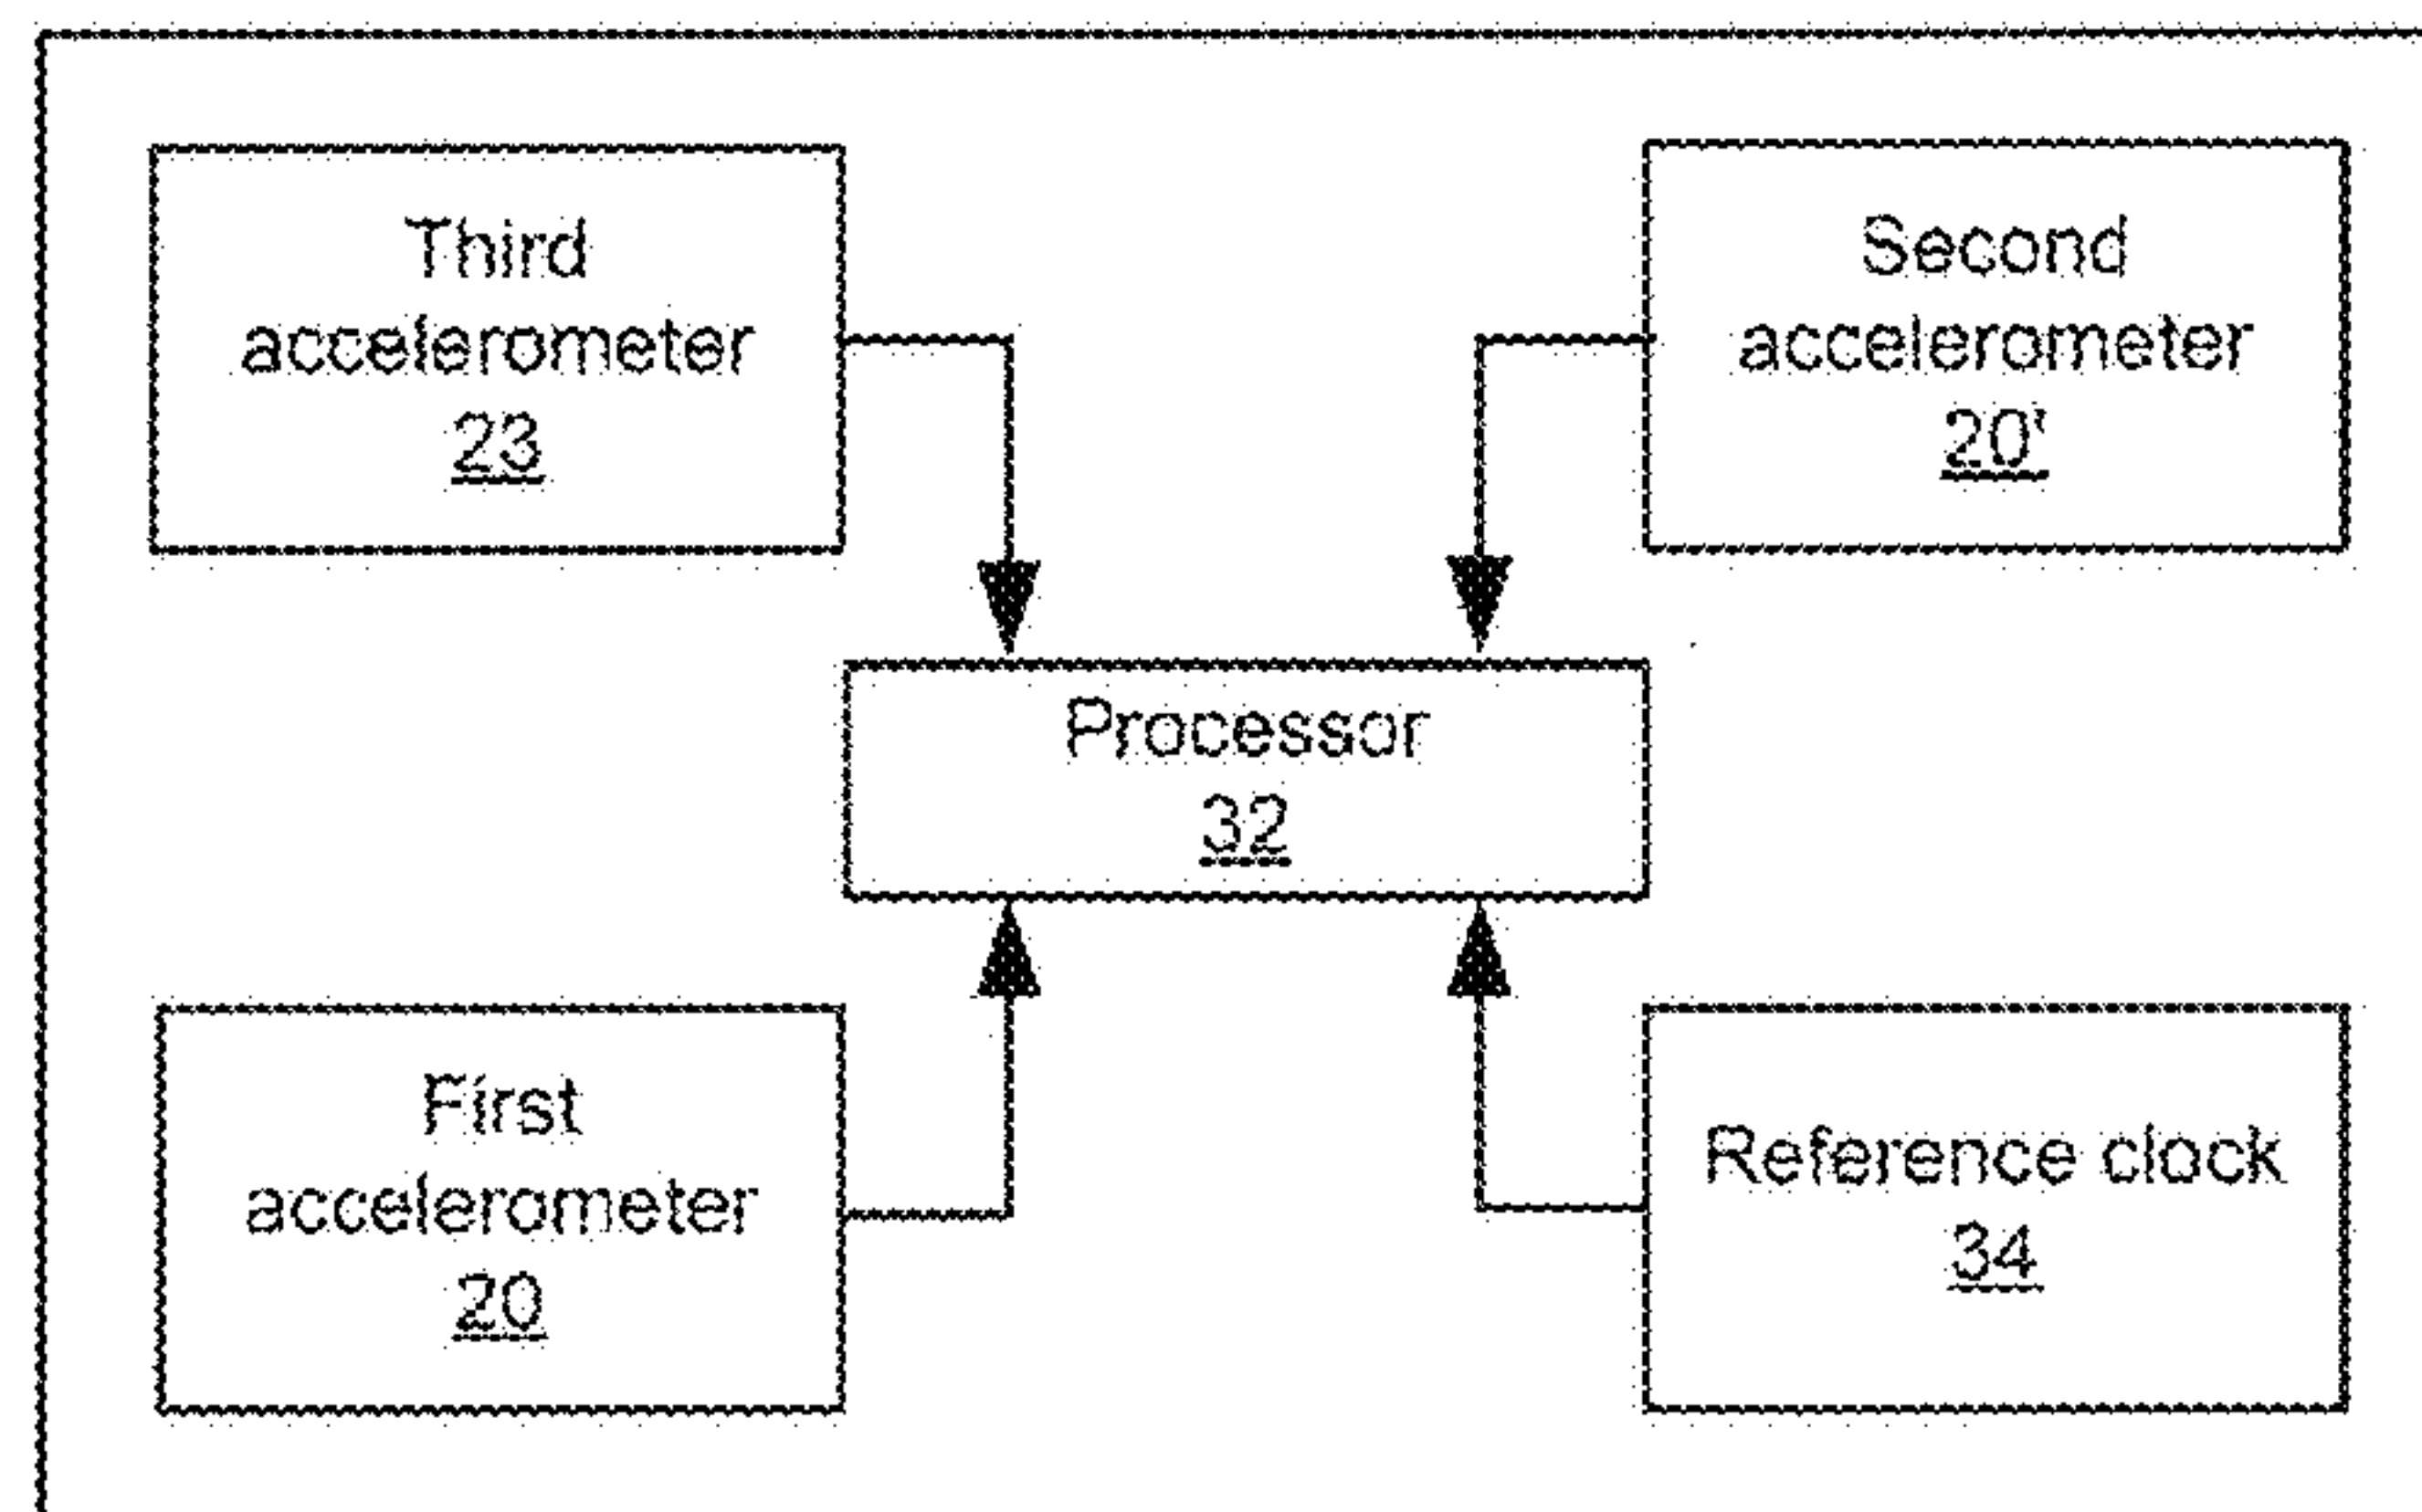 Third
accelerometer
23
Second
accelerometer
20'
Processor
32
First
accelerometer
20
Reference clock
34